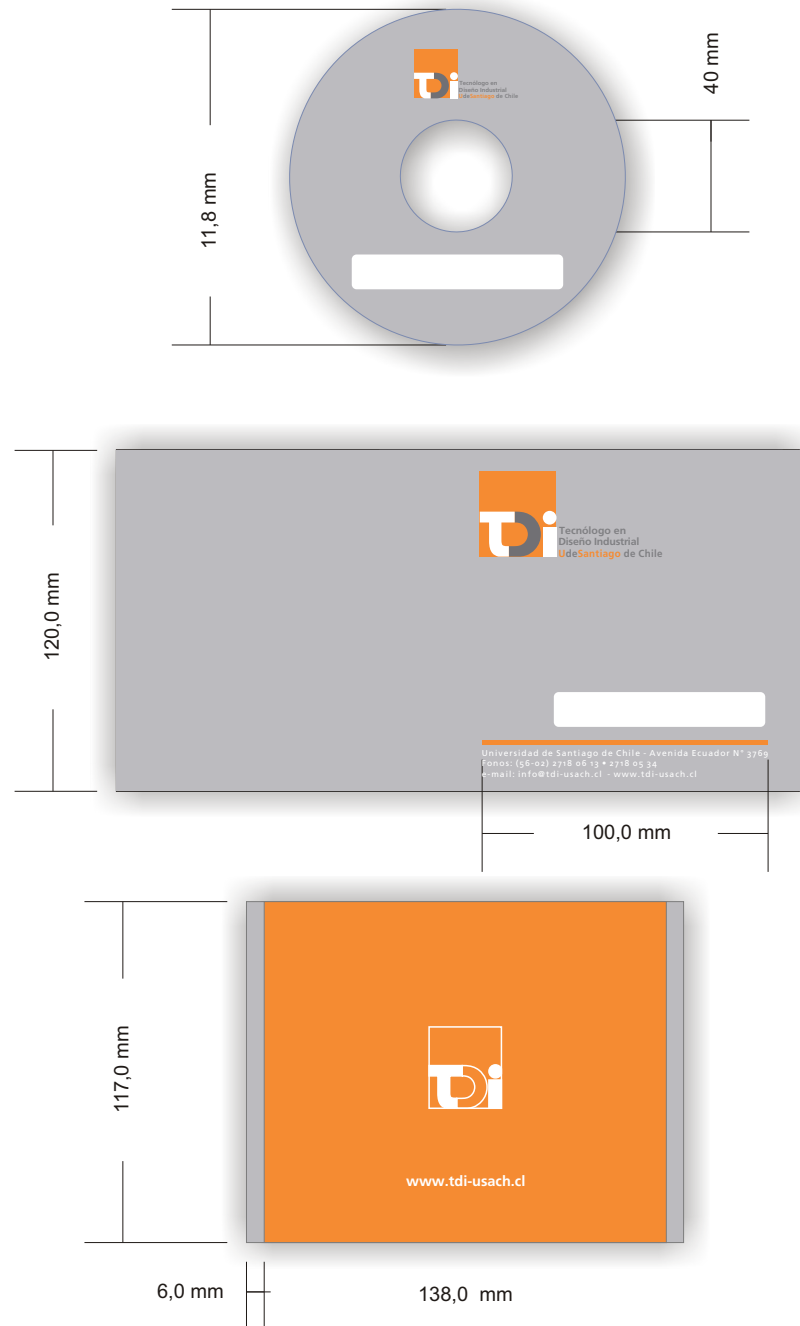 TDi
Tecnólogo en
Diseño Industrial
UdeSantiago de Chile
40 mm
11,8 mm
TDi
Tecnólogo en
Diseño Industrial
UdeSantiago de Chile
120,0 mm
Universidad de Santiago de Chile - Avenida Ecuador N° 3769
Fonos: (56-02) 2718 06 13 • 2718 05 34
e-mail: info@tdi-usach.cl - www.tdi-usach.cl
100,0 mm
117,0 mm
TDi
www.tdi-usach.cl
6,0 mm
138,0 mm